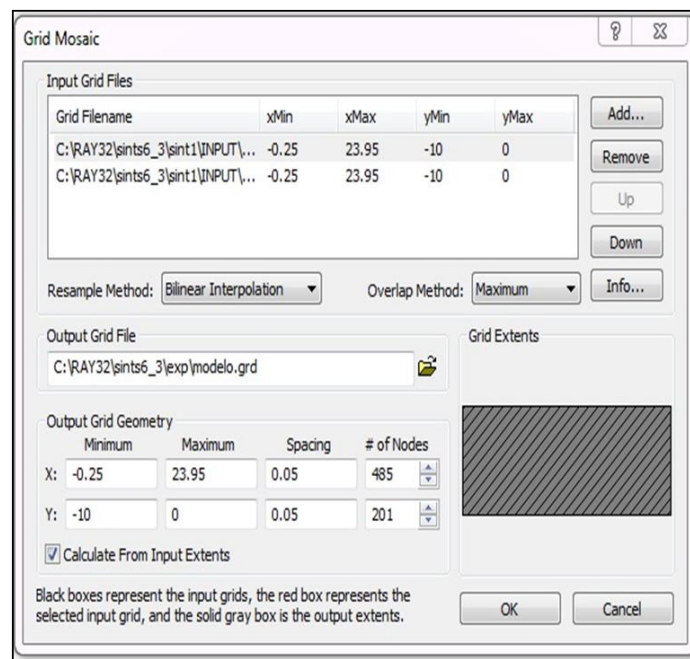 Grid Mosaic
Input Grid Files
Grid Filename xMin xMax yMin yMax
C:\RAY32\sints6_3\sint1\INPUT\... -0.25 23.95 -10 0
C:\RAY32\sints6_3\sint1\INPUT\... -0.25 23.95 -10 0
Add...
Remove
Up
Down
Info...
Resample Method: Bilinear Interpolation Overlap Method: Maximum
Output Grid File
C:\RAY32\sints6_3\exp\modelo.grd
Grid Extents
Output Grid Geometry
Minimum Maximum Spacing # of Nodes
X: -0.25 23.95 0.05 485
Y: -10 0 0.05 201
Calculate From Input Extents
Black boxes represent the input grids, the red box represents the
selected input grid, and the solid gray box is the output extents.
OK Cancel